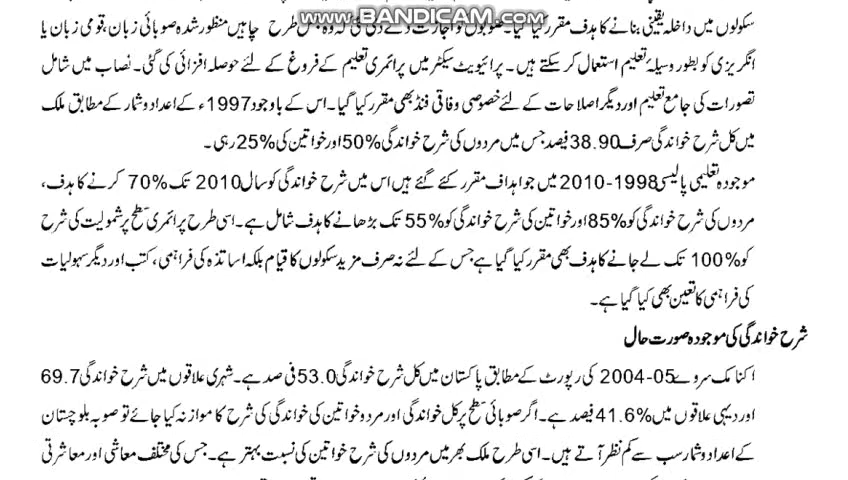 www.BANDICAM.com
سکولوں میں داخلہ یقینی بنانے کا ہدف مقرر کیا گیا۔ صوبوں کو اجازت دے دی گئی کہ وہ جس طرح چاہیں منظور شدہ صوبائی زبان، قومی زبان یا
انگریزی کو بطور وسیلۂ تعلیم استعمال کر سکتے ہیں۔ پرائیویٹ سیکٹر میں پرائمری تعلیم کے فروغ کے لئے حوصلہ افزائی کی گئی۔ نصاب میں شامل
تصورات کی جامع تعلیم اور دیگر اصلاحات کے لئے خصوصی وفاقی فنڈ بھی مقرر کیا گیا۔ اس کے باوجود 1997ء کے اعداد و شمار کے مطابق ملک
میں کل شرح خواندگی صرف 38.90 فیصد جس میں مردوں کی شرح خواندگی 50% اور خواتین کی 25% رہی ۔
موجودہ تعلیمی پالیسی 1998-2010 میں جو اہداف مقرر کئے گئے ہیں اس میں شرح خواندگی کو سال 2010 تک 70% کرنے کا ہدف،
مردوں کی شرح خواندگی کو 85% اور خواتین کی شرح خواندگی کو 55% تک بڑھانے کا ہدف شامل ہے۔ اسی طرح پرائمری سطح پر شمولیت کی شرح
کو 100% تک لے جانے کا ہدف بھی مقرر کیا گیا ہے جس کے لئے نہ صرف مزید سکولوں کا قیام بلکہ اساتذہ کی فراہمی، کتب اور دیگر سہولیات
کی فراہمی کا تعین بھی کیا گیا ہے۔
شرح خواندگی کی موجودہ صورت حال
اکنامک سروے 2004-05 کی رپورٹ کے مطابق پاکستان میں کل شرح خواندگی 53.0 فی صد ہے۔ شہری علاقوں میں شرح خواندگی 69.7
اور دیہی علاقوں میں 41.6% فیصد ہے۔ اگر صوبائی سطح پر کل خواندگی اور مرد و خواتین کی خواندگی کی شرح کا موازنہ کیا جائے تو صوبہ بلوچستان
کے اعداد و شمار سب سے کم نظر آتے ہیں۔ اسی طرح ملک بھر میں مردوں کی شرح خواتین کی نسبت بہتر ہے۔ جس کی مختلف معاشی اور معاشرتی